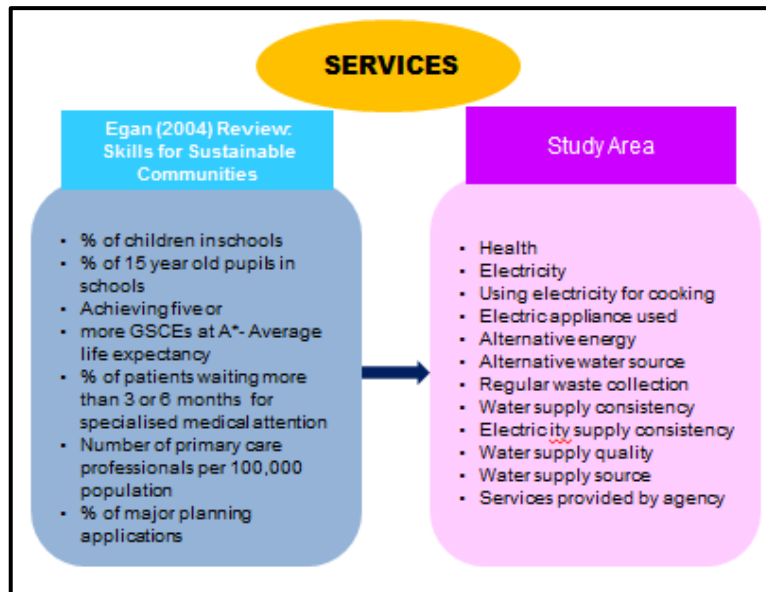 SERVICES
Egan (2004) Review:
Skills for Sustainable
Communities
• % of children in schools
• % of 15 year old pupils in
schools
• Achieving five or
• more GSCEs at A*- Average
life expectancy
• % of patients waiting more
than 3 or 6 months for
specialised medical attention
• Number of primary care
professionals per 100,000
population
• % of major planning
applications
Study Area
• Health
• Electricity
• Using electricity for cooking
• Electric appliance used
• Alternative energy
• Alternative water source
• Regular waste collection
• Water supply consistency
• Electricity supply consistency
• Water supply quality
• Water supply source
• Services provided by agency